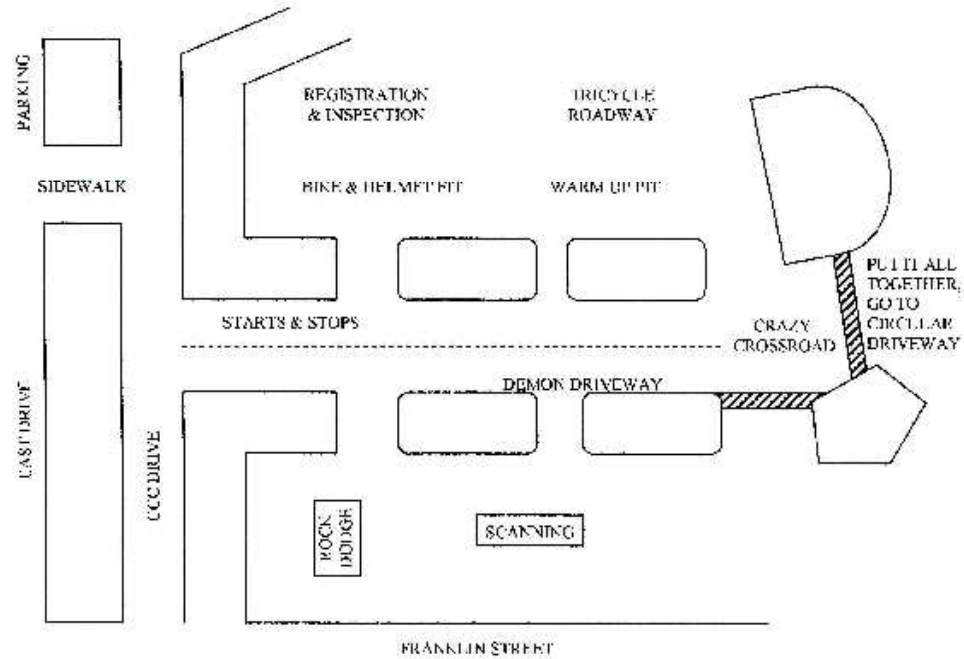 PARKING
REGISTRATION
& INSPECTION
TRICYCLE
ROADWAY
SIDEWALK
BIKE & HELMET FIT
WARM UP PIT
PUT IT ALL
TOGETHER,
GO TO
CIRCULAR
DRIVEWAY
STARTS & STOPS
CRAZY
CROSSROAD
DEMON DRIVEWAY
EAST DRIVE
CCC DRIVE
ROCK
DODGE
SCANNING
FRANKLIN STREET